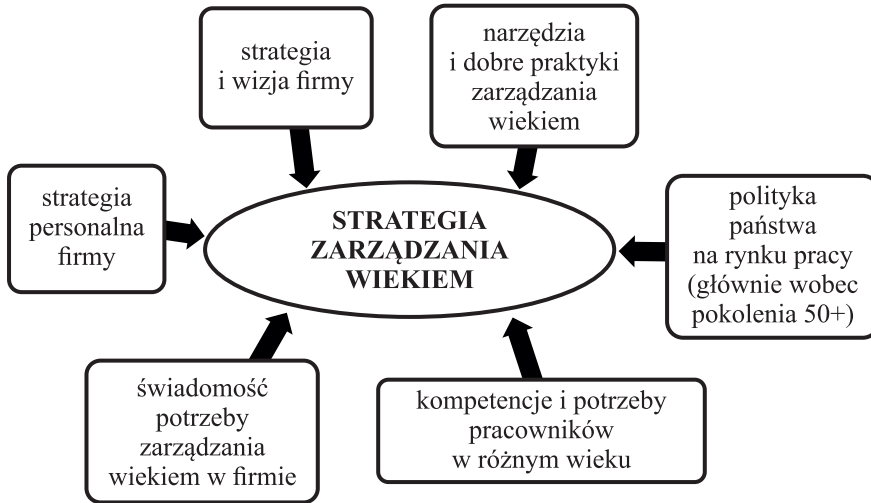 strategia
i wizja firmy
narzędzia
i dobre praktyki
zarządzania
wiekiem
strategia
personalna
firmy
STRATEGIA
ZARZĄDZANIA
WIEKIEM
polityka
państwa
na rynku pracy
(głównie wobec
pokolenia 50+)
świadomość
potrzeby
zarządzania
wiekiem w firmie
kompetencje i potrzeby
pracowników
w różnym wieku